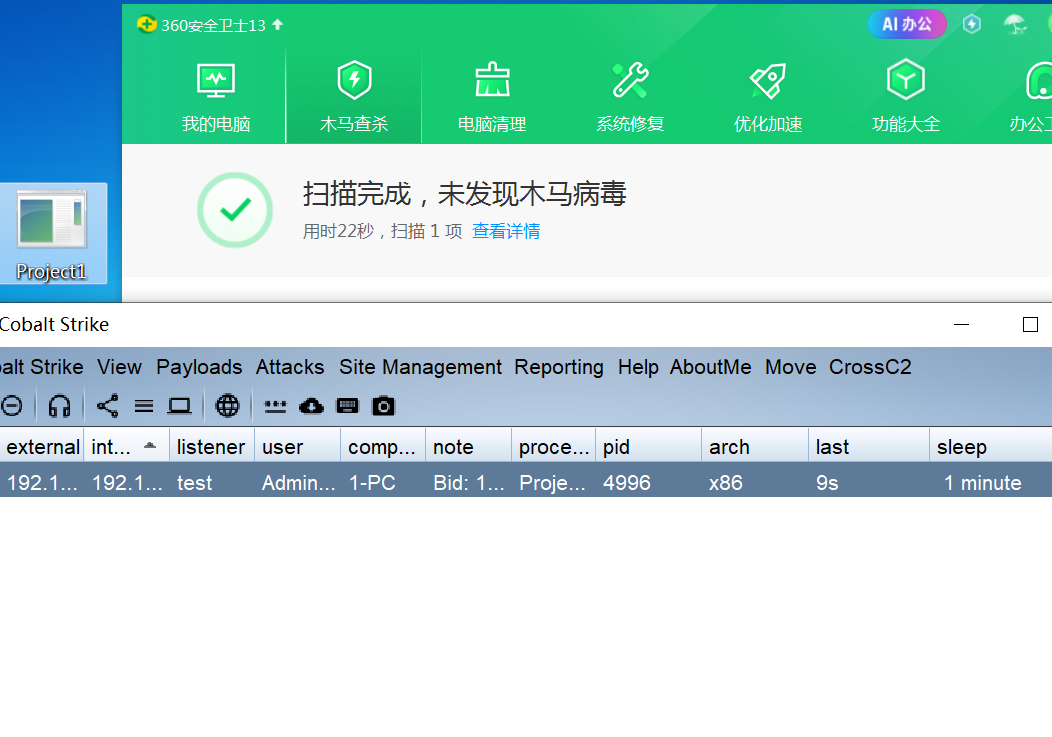 360安全卫士13
AI 办公
我的电脑 木马查杀 电脑清理 系统修复 优化加速 功能大全 办公工
扫描完成，未发现木马病毒
用时22秒，扫描 1 项 查看详情
Project1
Cobalt Strike
alt Strike View Payloads Attacks Site Management Reporting Help AboutMe Move CrossC2
external int... listener user comp... note proce... pid arch last sleep
192.1... 192.1... test Admin... 1-PC Bid: 1... Proje... 4996 x86 9s 1 minute